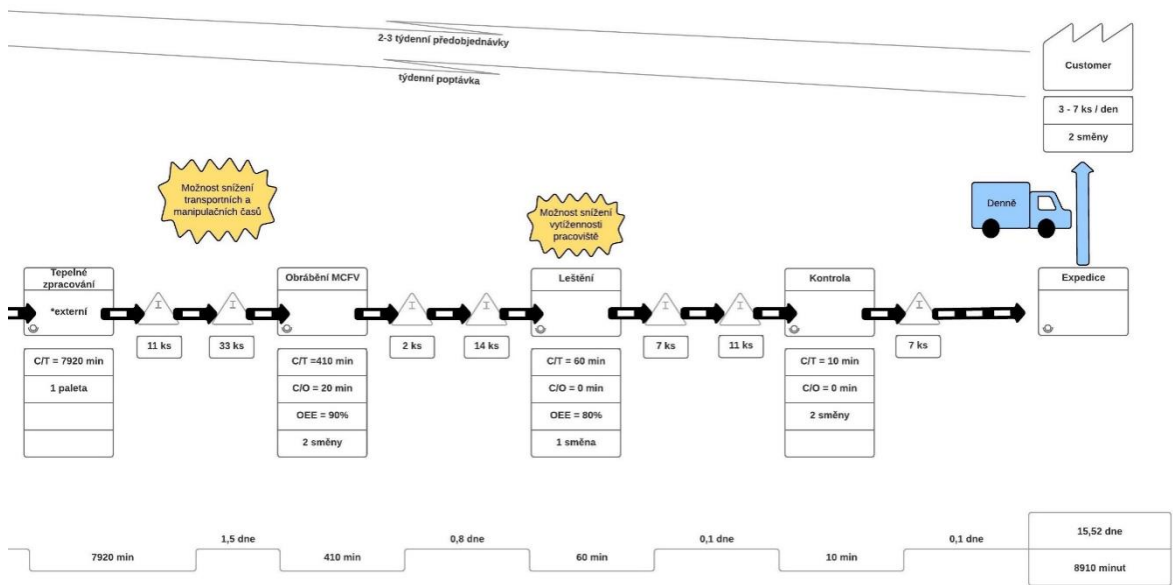 2-3 týdenní předobjednávky
týdenní poptávka
Customer
3 - 7 ks / den
2 směny
Možnost snížení
transportních a
manipulačních časů
Možnost snížení
vytížennosti
pracoviště
Denně
Tepelné
zpracování
*externí
I
I
Obrábění MCFV
I
I
Leštění
I
I
Kontrola
I
Expedice
11 ks
33 ks
2 ks
14 ks
7 ks
11 ks
7 ks
C/T = 7920 min
1 paleta
C/T =410 min
C/O = 20 min
OEE = 90%
2 směny
C/T = 60 min
C/O = 0 min
OEE = 80%
1 směna
C/T = 10 min
C/O = 0 min
2 směny
7920 min
1,5 dne
410 min
0,8 dne
60 min
0,1 dne
10 min
0,1 dne
15,52 dne
8910 minut